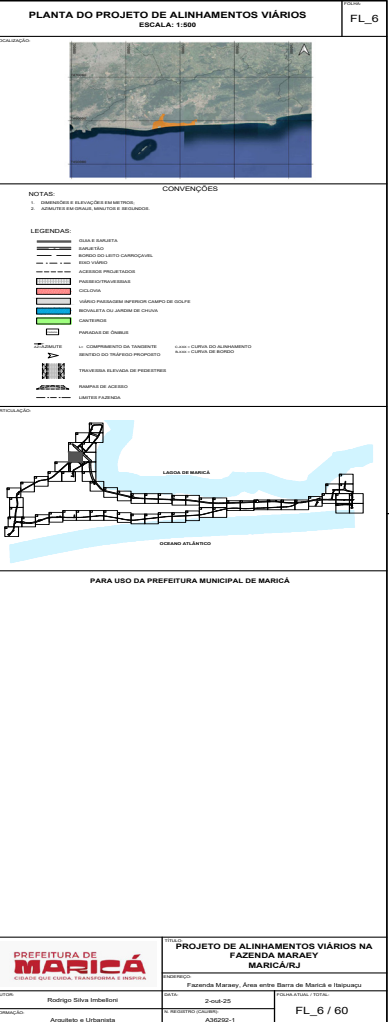 PLANTA DO PROJETO DE ALINHAMENTOS VIÁRIOS
ESCALA: 1:500
FOLHA:
FL_6
LOCALIZAÇÃO:
CONVENÇÕES
NOTAS:
1. DIMENSÕES E ELEVAÇÕES EM METROS;
2. AZIMUTES EM GRAUS, MINUTOS E SEGUNDOS.
LEGENDAS:
GUIA E SARJETA
SARJETÃO
BORDO DO LEITO CARROÇÁVEL
EIXO VIÁRIO
ACESSOS PROJETADOS
PASSEIO/TRAVESSIAS
CICLOVIA
VIÁRIO PASSAGEM INFERIOR CAMPO DE GOLFE
BIOVALETA OU JARDIM DE CHUVA
CANTEIROS
PARADAS DE ÔNIBUS
AZ=AZIMUTE
L= COMPRIMENTO DA TANGENTE
SENTIDO DO TRÁFEGO PROPOSTO
TRAVESSIA ELEVADA DE PEDESTRES
RAMPAS DE ACESSO
LIMITES FAZENDA
ARTICULAÇÃO:
LAGOA DE MARICÁ
OCEANO ATLÂNTICO
PARA USO DA PREFEITURA MUNICIPAL DE MARICÁ
PREFEITURA DE
MARICÁ
CIDADE QUE CUIDA, TRANSFORMA E INSPIRA
TÍTULO:
PROJETO DE ALINHAMENTOS VIÁRIOS NA
FAZENDA MARAEY
MARICÁ/RJ
ENDEREÇO:
Fazenda Maraey, Área entre Barra de Maricá e Itaipuaçu
AUTOR:
Rodrigo Silva Imbelloni
DATA:
2-out-25
FOLHA ATUAL / TOTAL:
FL_6 / 60
FORMAÇÃO:
Arquiteto e Urbanista
N. REGISTRO (CAU/BR):
A36292-1